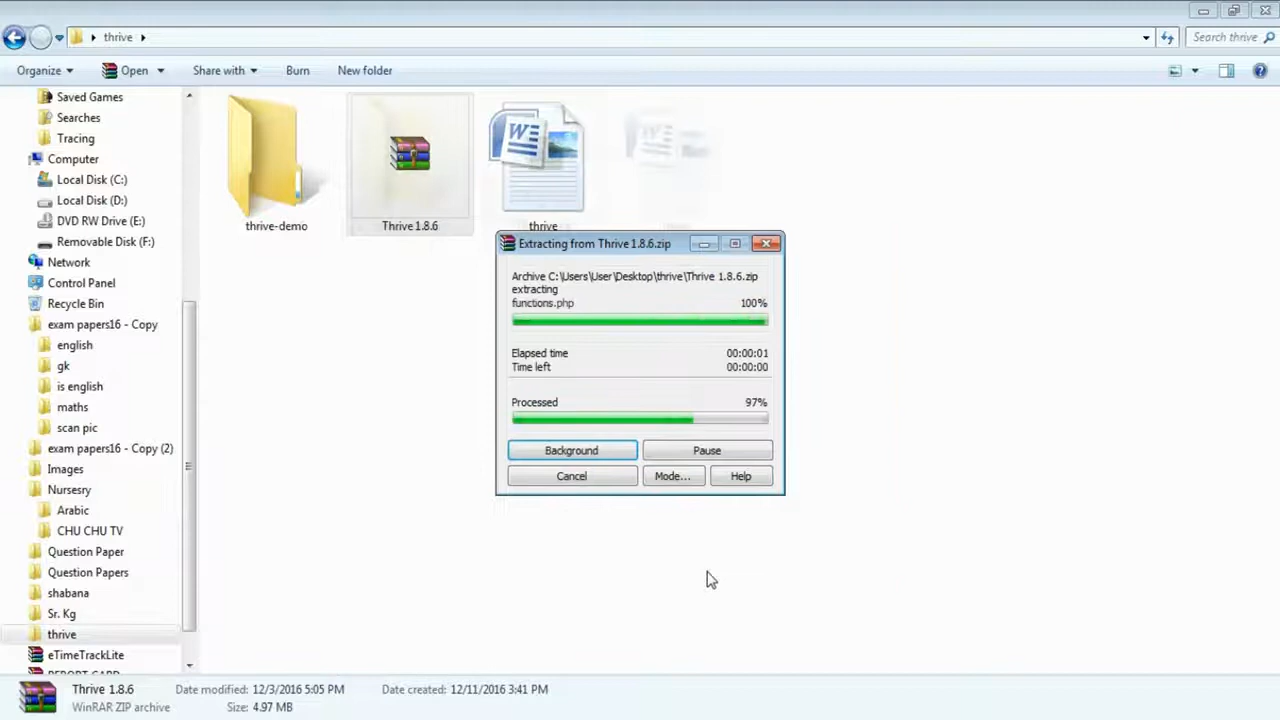 thrive
Search thrive
Organize
Open
Share with
Burn
New folder
Saved Games
Searches
Tracing
Computer
Local Disk (C:)
Local Disk (D:)
DVD RW Drive (E:)
Removable Disk (F:)
Network
Control Panel
Recycle Bin
exam papers16 - Copy
english
gk
is english
maths
scan pic
exam papers16 - Copy (2)
Images
Nursesry
Arabic
CHU CHU TV
Question Paper
Question Papers
shabana
Sr. Kg
thrive
eTimeTrackLite
thrive-demo
Thrive 1.8.6
thrive
Extracting from Thrive 1.8.6.zip
Archive C:\Users\User\Desktop\thrive\Thrive 1.8.6.zip
extracting
functions.php 100%
Elapsed time 00:00:01
Time left 00:00:00
Processed 97%
Background
Pause
Cancel
Mode...
Help
Thrive 1.8.6 Date modified: 12/3/2016 5:05 PM Date created: 12/11/2016 3:41 PM
WinRAR ZIP archive Size: 4.97 MB